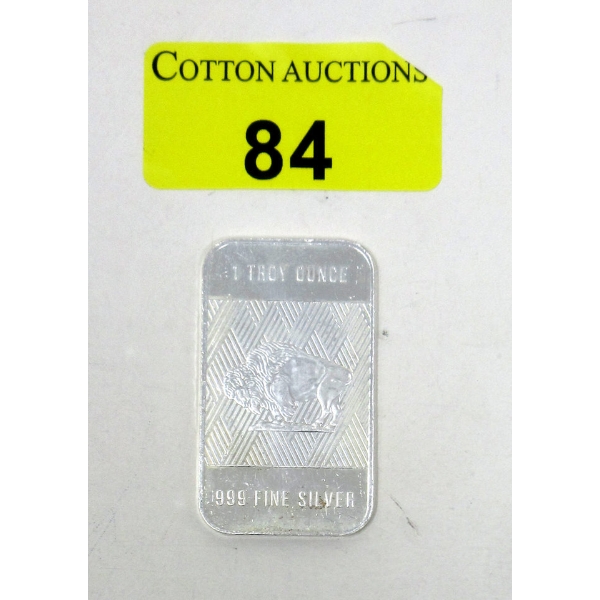 COTTON AUCTIONS
84
1 TROY OUNCE
999 FINE SILVER